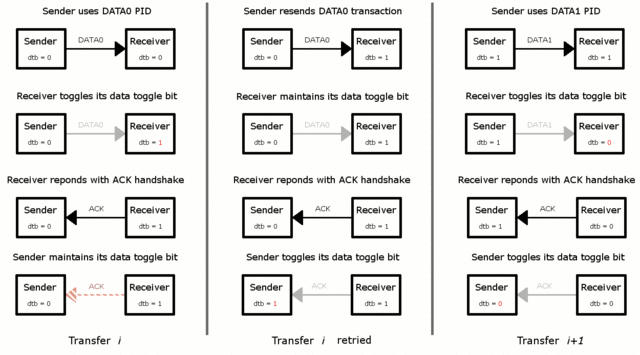 Sender uses DATA0 PID
Sender DATA0 Receiver
dtb = 0 dtb = 0
Receiver toggles its data toggle bit
Sender DATA0 Receiver
dtb = 0 dtb = 1
Receiver reponds with ACK handshake
Sender ACK Receiver
dtb = 0 dtb = 1
Sender maintains its data toggle bit
Sender ACK Receiver
dtb = 0 dtb = 1
Transfer i
Sender resends DATA0 transaction
Sender DATA0 Receiver
dtb = 0 dtb = 1
Receiver maintains its data toggle bit
Sender DATA0 Receiver
dtb = 0 dtb = 1
Receiver reponds with ACK handshake
Sender ACK Receiver
dtb = 0 dtb = 1
Sender toggles its data toggle bit
Sender ACK Receiver
dtb = 1 dtb = 1
Transfer i retried
Sender uses DATA1 PID
Sender DATA1 Receiver
dtb = 1 dtb = 1
Receiver toggles its data toggle bit
Sender DATA1 Receiver
dtb = 1 dtb = 0
Receiver reponds with ACK handshake
Sender ACK Receiver
dtb = 1 dtb = 0
Sender toggles its data toggle bit
Sender ACK Receiver
dtb = 0 dtb = 0
Transfer i+1